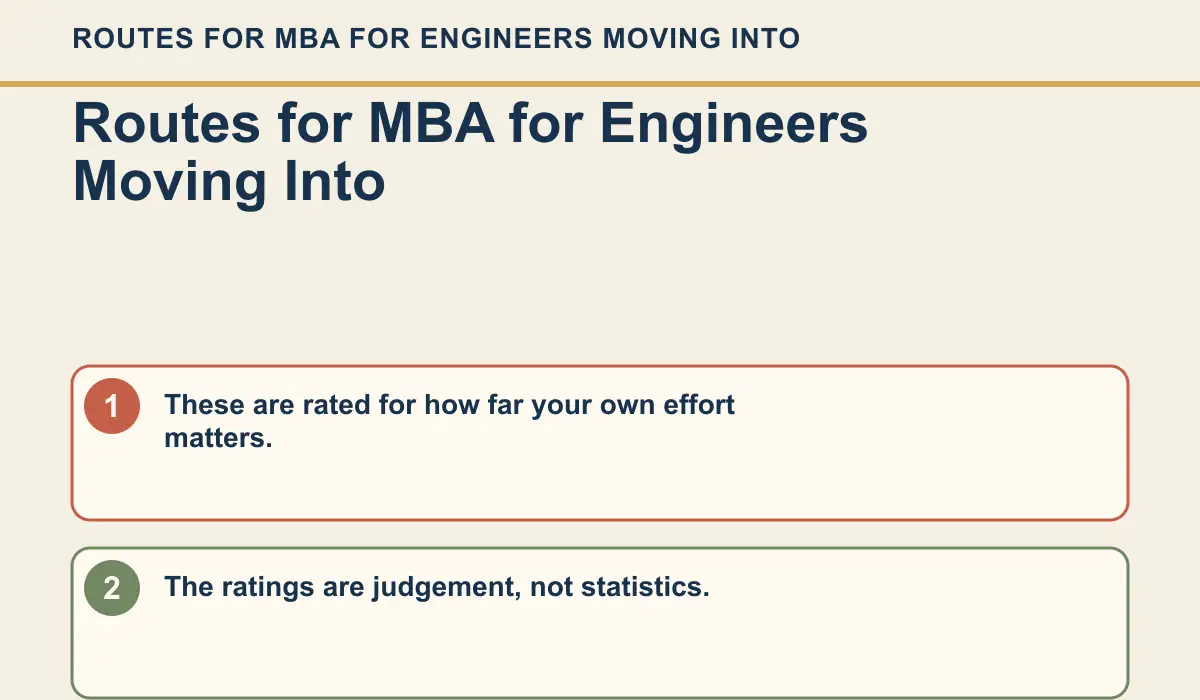 ROUTES FOR MBA FOR ENGINEERS MOVING INTO
Routes for MBA for Engineers
Moving Into
1
These are rated for how far your own effort
matters.
2
The ratings are judgement, not statistics.